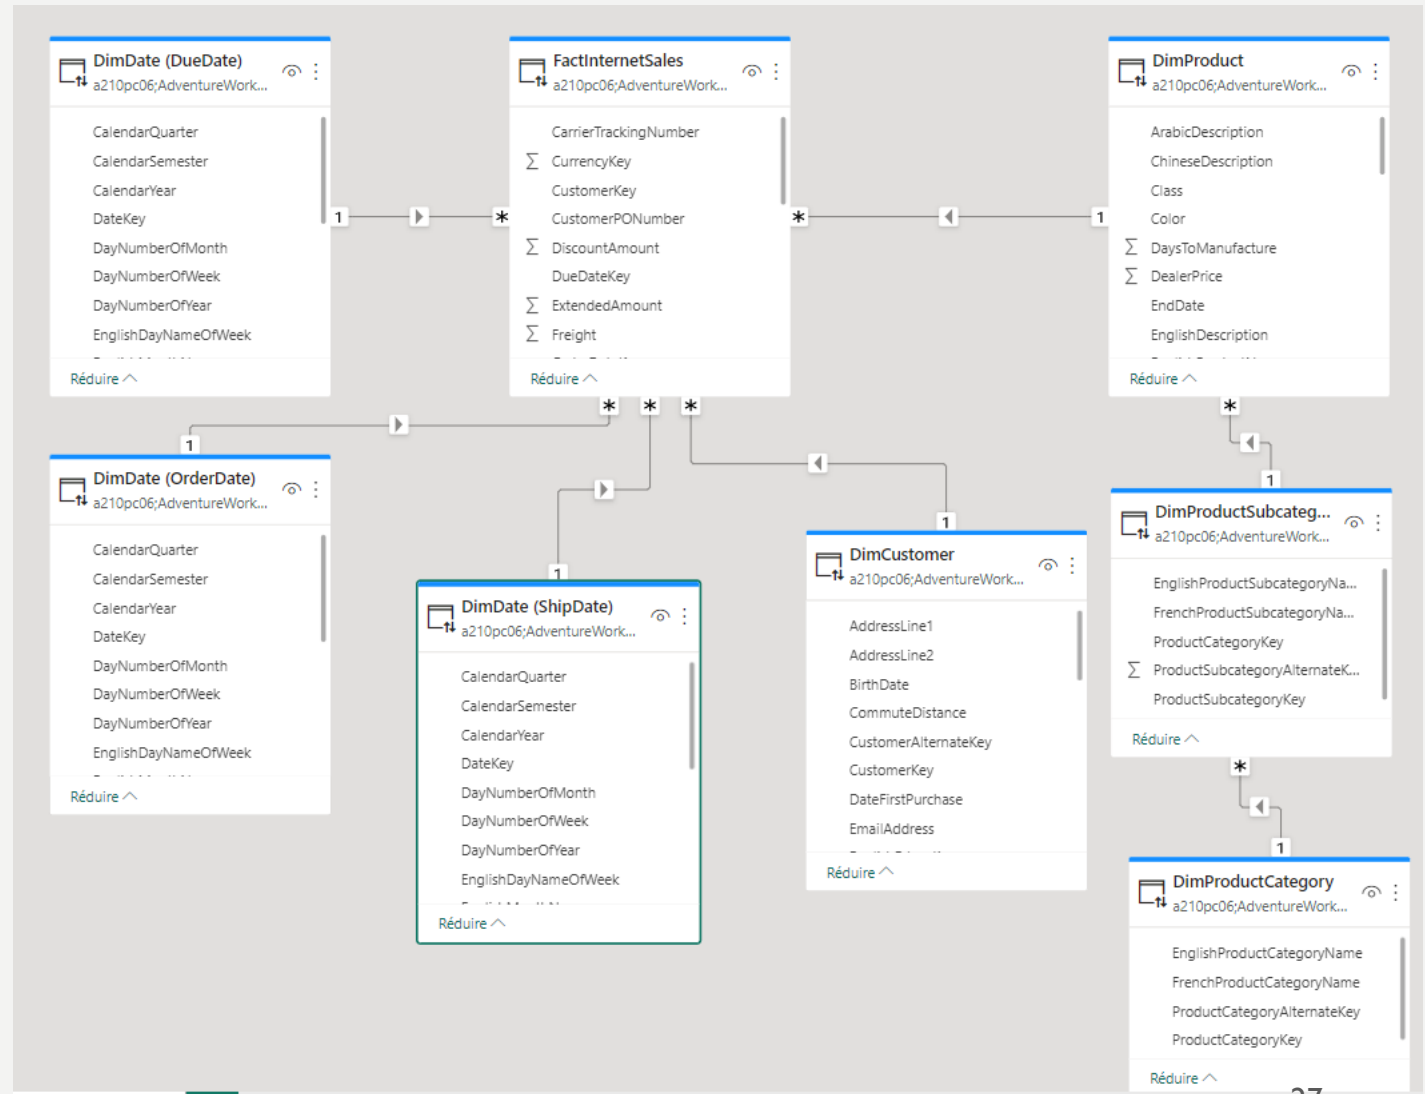 DimDate (DueDate)
a210pc06;AdventureWork...
CalendarQuarter
CalendarSemester
CalendarYear
DateKey
DayNumberOfMonth
DayNumberOfWeek
DayNumberOfYear
EnglishDayNameOfWeek
Réduire
FactInternetSales
a210pc06;AdventureWork...
CarrierTrackingNumber
∑ CurrencyKey
CustomerKey
CustomerPONumber
∑ DiscountAmount
DueDateKey
∑ ExtendedAmount
∑ Freight
Réduire
DimProduct
a210pc06;AdventureWork...
ArabicDescription
ChineseDescription
Class
Color
∑ DaysToManufacture
∑ DealerPrice
EndDate
EnglishDescription
Réduire
1 *
* 1
* * *
1
*
1
DimDate (OrderDate)
a210pc06;AdventureWork...
CalendarQuarter
CalendarSemester
CalendarYear
DateKey
DayNumberOfMonth
DayNumberOfWeek
DayNumberOfYear
EnglishDayNameOfWeek
Réduire
1
DimDate (ShipDate)
a210pc06;AdventureWork...
CalendarQuarter
CalendarSemester
CalendarYear
DateKey
DayNumberOfMonth
DayNumberOfWeek
DayNumberOfYear
EnglishDayNameOfWeek
Réduire
1
DimCustomer
a210pc06;AdventureWork...
AddressLine1
AddressLine2
BirthDate
CommuteDistance
CustomerAlternateKey
CustomerKey
DateFirstPurchase
EmailAddress
Réduire
DimProductSubcateg...
a210pc06;AdventureWork...
EnglishProductSubcategoryNa...
FrenchProductSubcategoryNa...
ProductCategoryKey
∑ ProductSubcategoryAlternateK...
ProductSubcategoryKey
Réduire
*
1
DimProductCategory
a210pc06;AdventureWork...
EnglishProductCategoryName
FrenchProductCategoryName
ProductCategoryAlternateKey
ProductCategoryKey
Réduire